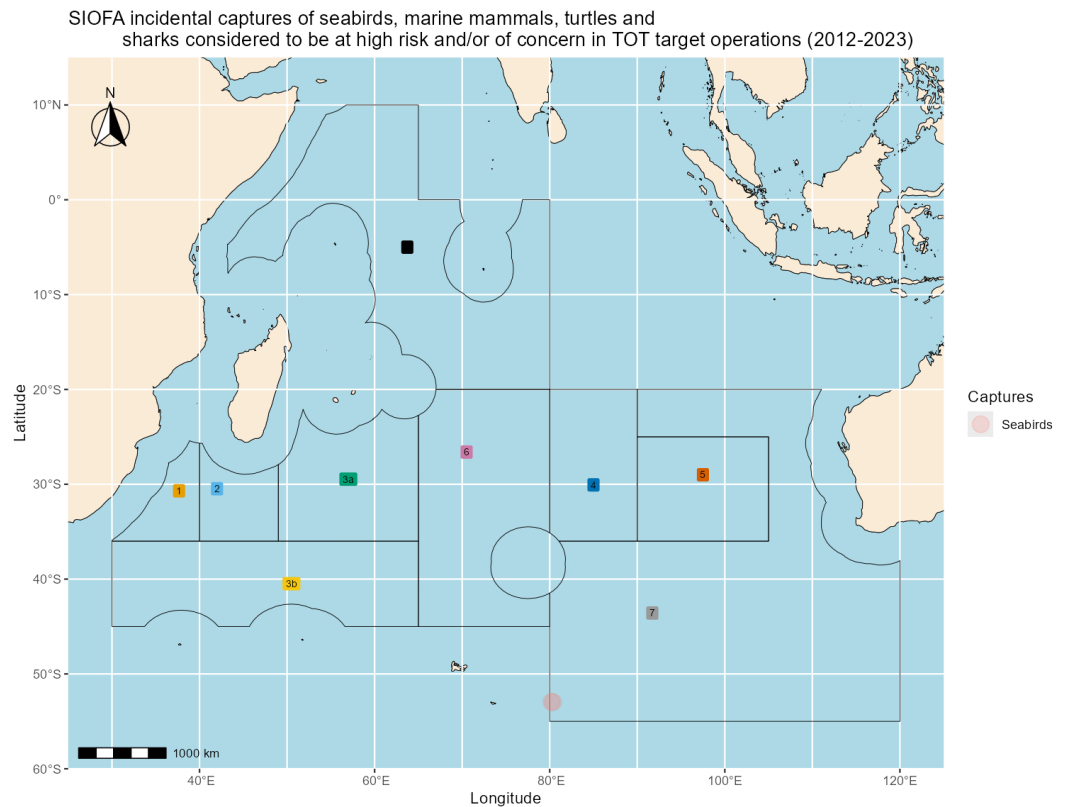 SIOFA incidental captures of seabirds, marine mammals, turtles and
sharks considered to be at high risk and/or of concern in TOT target operations (2012-2023)
N
10°N
0°
10°S
20°S
30°S
40°S
50°S
60°S
Latitude
1
2
3a
3b
4
5
6
7
1000 km
40°E
60°E
80°E
100°E
120°E
Longitude
Captures
Seabirds